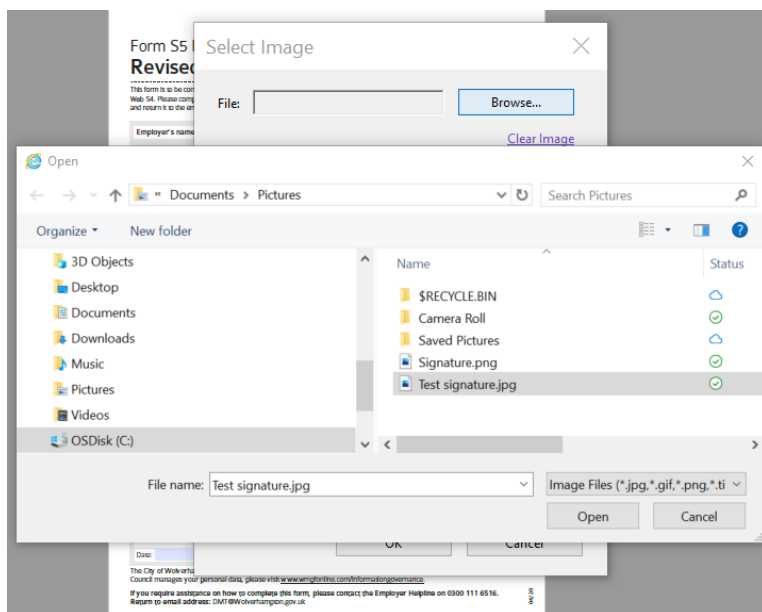 Form S5
Revised
Select Image
This form is to be con
Web S4. Please comp
and return it to the em
File:
Browse...
Employer's name
Clear Image
Open
« Documents > Pictures
Search Pictures
Organize
New folder
3D Objects
Desktop
Documents
Downloads
Music
Pictures
Videos
OSDisk (C:)
Name
Status
$RECYCLE.BIN
Camera Roll
Saved Pictures
Signature.png
Test signature.jpg
File name: Test signature.jpg
Image Files (*.jpg,*.gif,*.png,*.ti
Open
Cancel
OK
Cancel
Date:
The City of Wolverha
Council manages your personal data, please visit www.wmpfonline.com/informationgovernance.
If you require assistance on how to complete this form, please contact the Employer Helpline on 0300 111 6516.
Return to email address: DMT@Wolverhampton.gov.uk
04/20